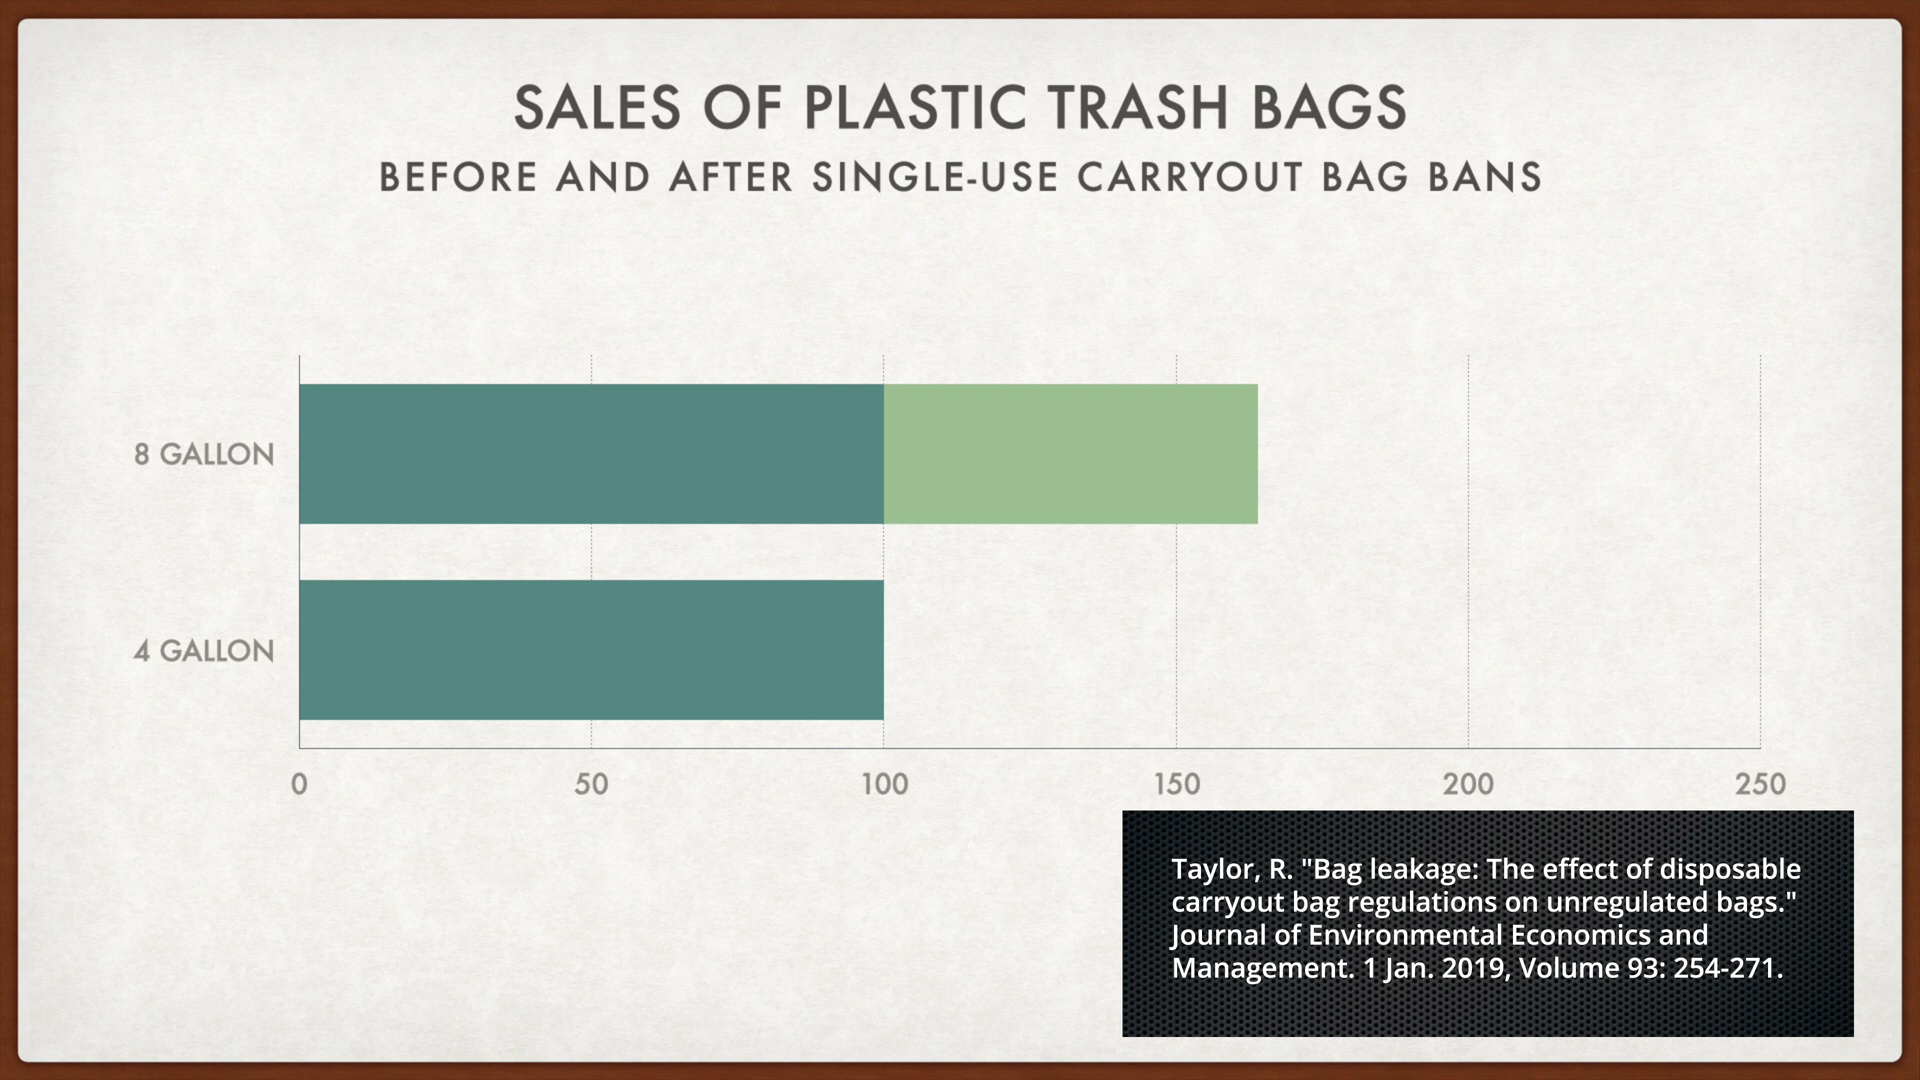 SALES OF PLASTIC TRASH BAGS
BEFORE AND AFTER SINGLE-USE CARRYOUT BAG BANS
8 GALLON
4 GALLON
0 50 100 150 200 250
Taylor, R. "Bag leakage: The effect of disposable
carryout bag regulations on unregulated bags."
Journal of Environmental Economics and
Management. 1 Jan. 2019, Volume 93: 254-271.